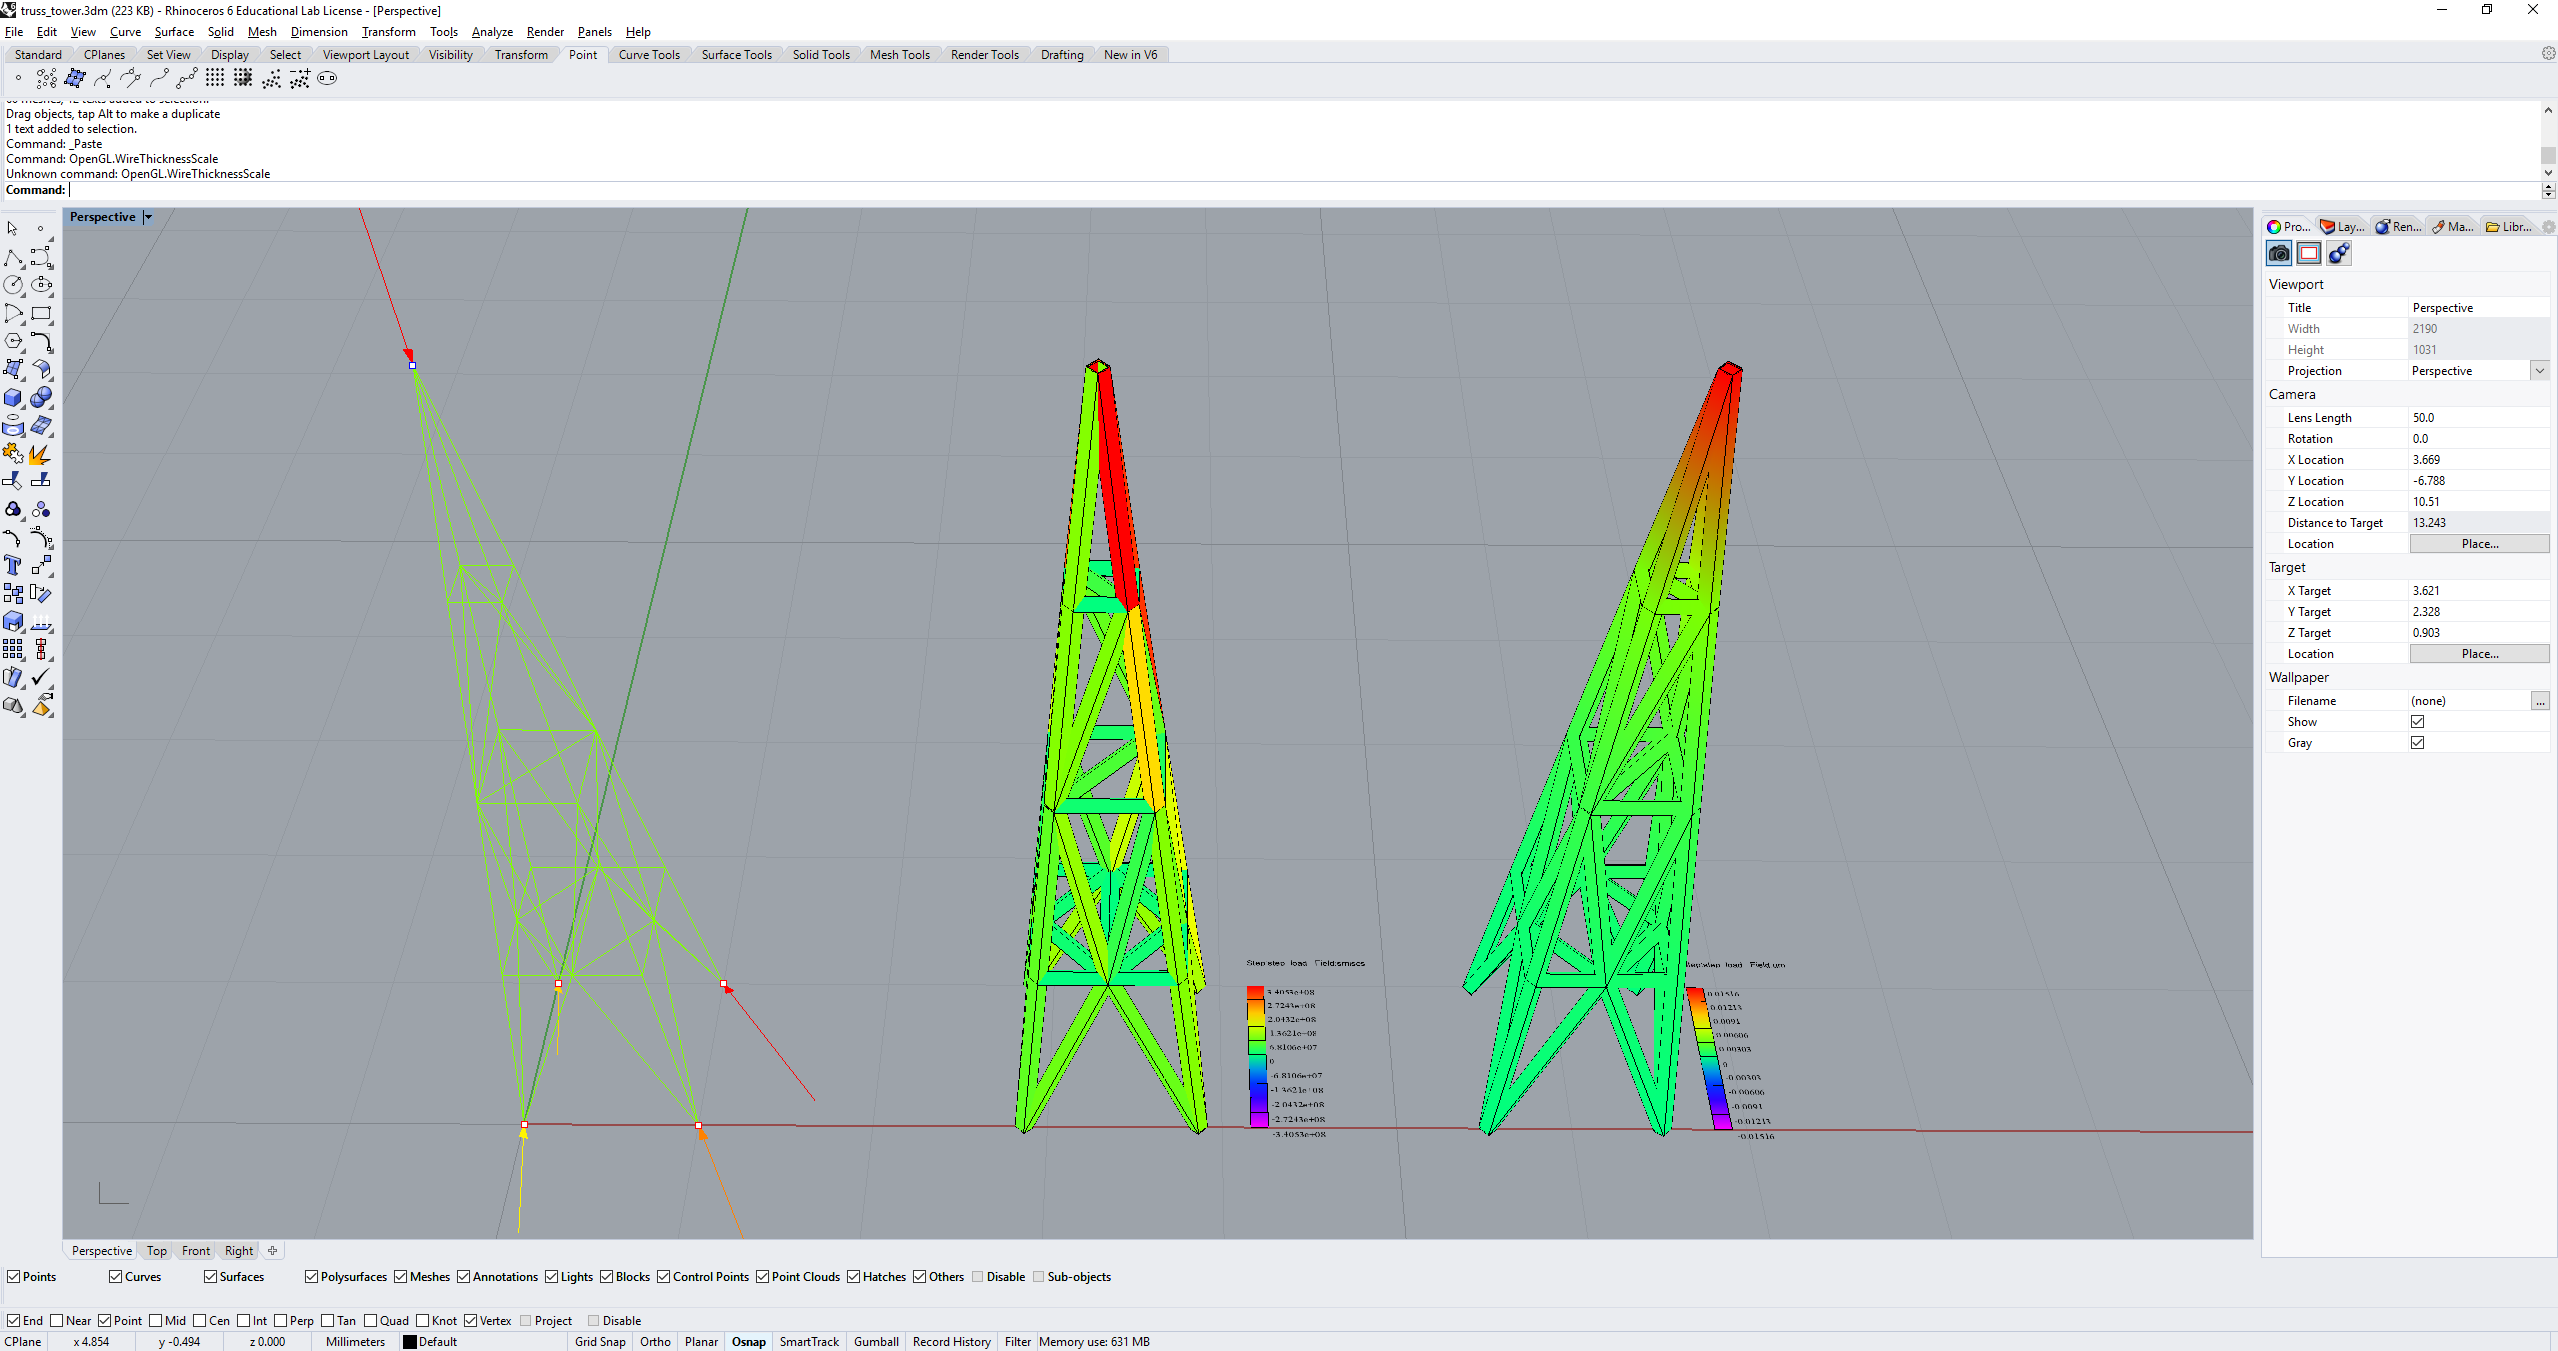 truss_tower.3dm (223 KB) - Rhinoceros 6 Educational Lab License - [Perspective]
File Edit View Curve Surface Solid Mesh Dimension Transform Tools Analyze Render Panels Help
Standard CPlanes Set View Display Select Viewport Layout Visibility Transform Point Curve Tools Surface Tools Solid Tools Mesh Tools Render Tools Drafting New in V6
Drag objects, tap Alt to make a duplicate
1 text added to selection.
Command: _Paste
Command: OpenGL.WireThicknessScale
Unknown command: OpenGL.WireThicknessScale
Command:
Perspective
Step:step_load Field:smises
3.4053e+08
2.7243e+08
2.0432e+08
1.3621e+08
6.8106e+07
0
-6.8106e+07
-1.3621e+08
-2.0432e+08
-2.7243e+08
-3.4053e+08
Step:step_load Field:um
0.01516
0.01213
0.0091
0.00606
0.00303
0
-0.00303
-0.00606
-0.0091
-0.01213
-0.01516
Pro... Lay... Ren... Ma... Libr...
Viewport
Title Perspective
Width 2190
Height 1031
Projection Perspective
Camera
Lens Length 50.0
Rotation 0.0
X Location 3.669
Y Location -6.788
Z Location 10.51
Distance to Target 13.243
Location Place...
Target
X Target 3.621
Y Target 2.328
Z Target 0.903
Location Place...
Wallpaper
Filename (none) ...
Show
Gray
Perspective Top Front Right
Points Curves Surfaces Polysurfaces Meshes Annotations Lights Blocks Control Points Point Clouds Hatches Others Disable Sub-objects
End Near Point Mid Cen Int Perp Tan Quad Knot Vertex Project Disable
CPlane x 4.854 y -0.494 z 0.000 Millimeters Default Grid Snap Ortho Planar Osnap SmartTrack Gumball Record History Filter Memory use: 631 MB